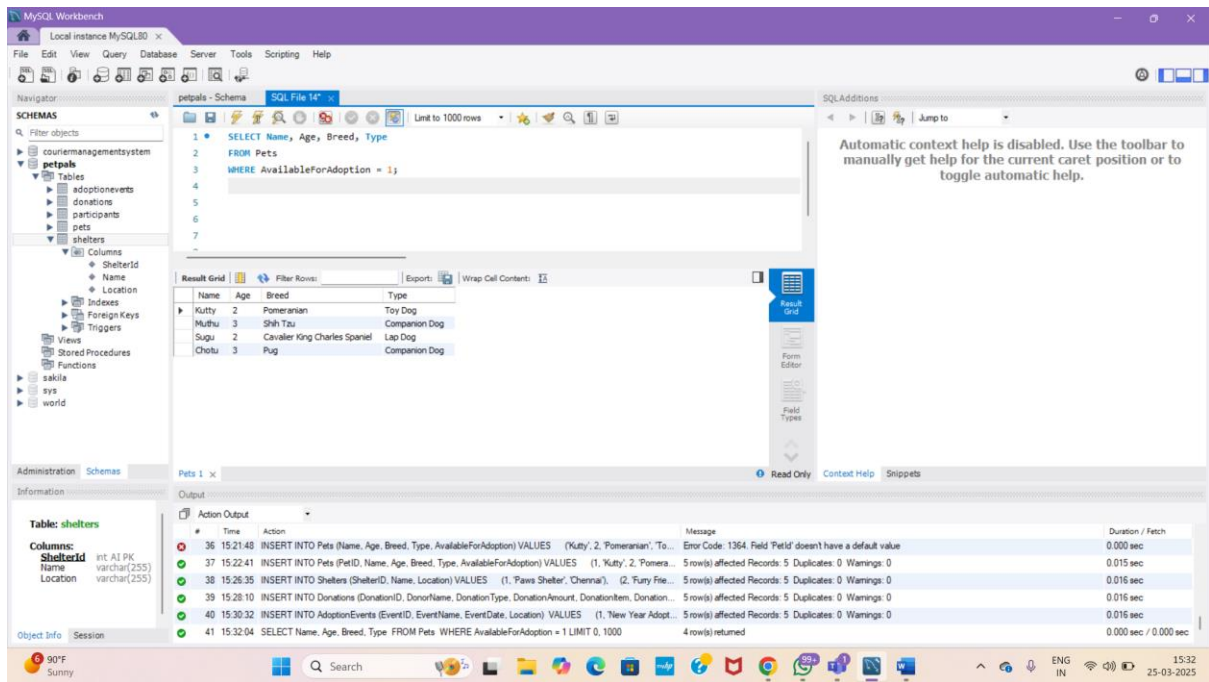 MySQL Workbench
Local instance MySQL80
File Edit View Query Database Server Tools Scripting Help
Navigator
SCHEMAS
Filter objects
couriermanagementsystem
petpals
Tables
adoptionevents
donations
participants
pets
shelters
Columns
ShelterId
Name
Location
Indexes
Foreign Keys
Triggers
Views
Stored Procedures
Functions
sakila
sys
world
Administration Schemas
Information
Table: shelters
Columns:
ShelterId int AI PK
Name varchar(255)
Location varchar(255)
Object Info Session
petpals - Schema SQL File 14*
Limit to 1000 rows
1 SELECT Name, Age, Breed, Type
2 FROM Pets
3 WHERE AvailableForAdoption = 1;
4
5
6
7
Result Grid Filter Rows: Export: Wrap Cell Content:
Name Age Breed Type
Kutty 2 Pomeranian Toy Dog
Muthu 3 Shih Tzu Companion Dog
Sugu 2 Cavalier King Charles Spaniel Lap Dog
Chotu 3 Pug Companion Dog
Result Grid
Form Editor
Field Types
Pets 1 Read Only
SQLAdditions
Jump to
Automatic context help is disabled. Use the toolbar to
manually get help for the current caret position or to
toggle automatic help.
Context Help Snippets
Output
Action Output
# Time Action Message Duration / Fetch
36 15:21:48 INSERT INTO Pets (Name, Age, Breed, Type, AvailableForAdoption) VALUES ('Kutty', 2, 'Pomeranian', 'To... Error Code: 1364. Field 'PetId' doesn't have a default value 0.000 sec
37 15:22:41 INSERT INTO Pets (PetID, Name, Age, Breed, Type, AvailableForAdoption) VALUES (1, 'Kutty', 2, 'Pomera... 5 row(s) affected Records: 5 Duplicates: 0 Warnings: 0 0.015 sec
38 15:26:35 INSERT INTO Shelters (ShelterID, Name, Location) VALUES (1, 'Paws Shelter', 'Chennai'), (2, 'Furry Frie... 5 row(s) affected Records: 5 Duplicates: 0 Warnings: 0 0.016 sec
39 15:28:10 INSERT INTO Donations (DonationID, DonorName, DonationType, DonationAmount, DonationItem, Donation... 5 row(s) affected Records: 5 Duplicates: 0 Warnings: 0 0.016 sec
40 15:30:32 INSERT INTO AdoptionEvents (EventID, EventName, EventDate, Location) VALUES (1, 'New Year Adopt... 5 row(s) affected Records: 5 Duplicates: 0 Warnings: 0 0.016 sec
41 15:32:04 SELECT Name, Age, Breed, Type FROM Pets WHERE AvailableForAdoption = 1 LIMIT 0, 1000 4 row(s) returned 0.000 sec / 0.000 sec
6 90°F
Sunny
Search
99+
ENG
IN
15:32
25-03-2025